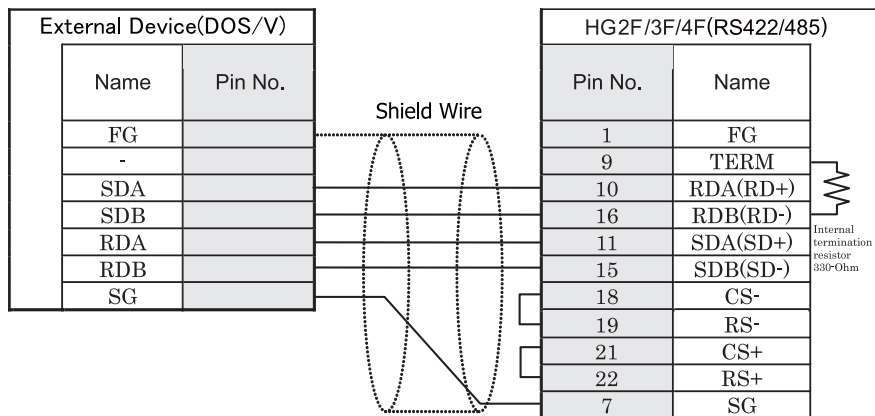 External Device(DOS/V)
Name Pin No.
FG
-
SDA
SDB
RDA
RDB
SG
Shield Wire
HG2F/3F/4F(RS422/485)
Pin No. Name
1 FG
9 TERM
10 RDA(RD+)
16 RDB(RD-)
11 SDA(SD+)
15 SDB(SD-)
18 CS-
19 RS-
21 CS+
22 RS+
7 SG
Internal
termination
resistor
330-Ohm